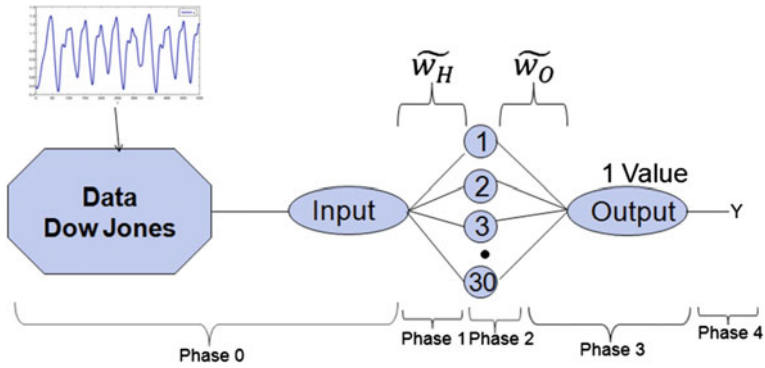 w̃_H
w̃_O
1
1 Value
Data
Dow Jones
Input
2
3
Output
Y
30
Phase 0
Phase 1
Phase 2
Phase 3
Phase 4